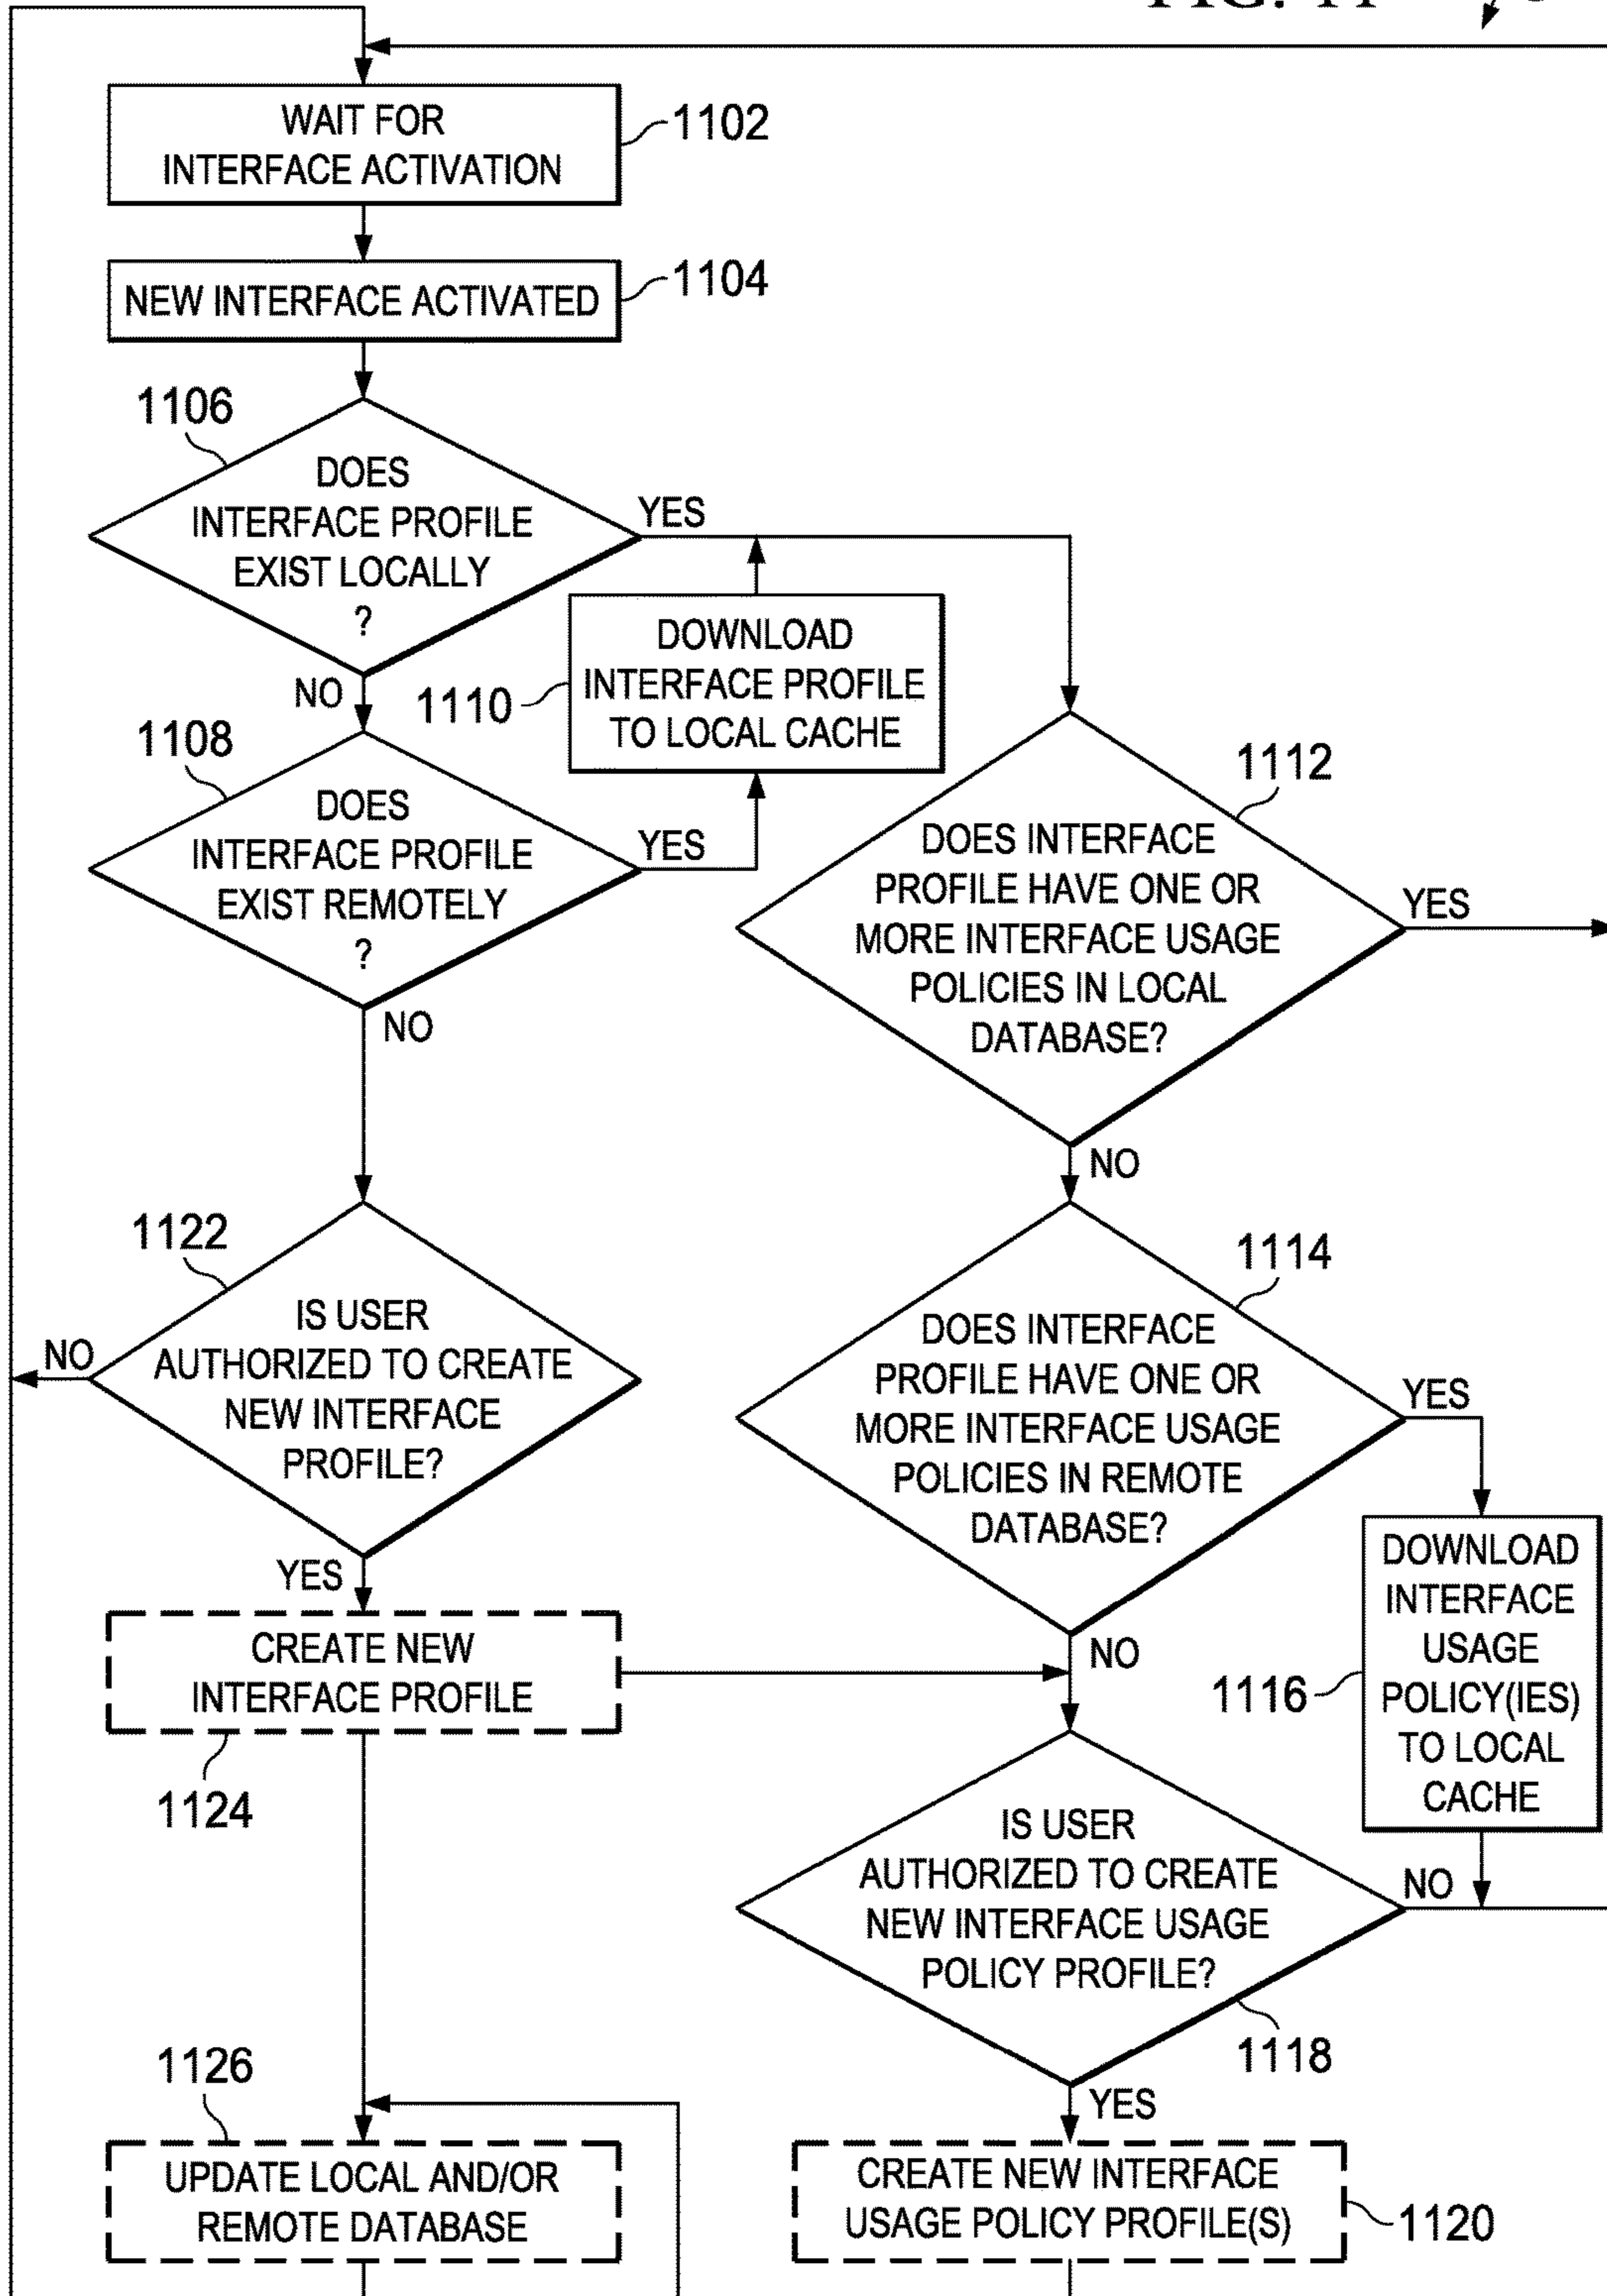 FIG. 11
WAIT FOR
INTERFACE ACTIVATION
1102
NEW INTERFACE ACTIVATED
1104
1106
DOES
INTERFACE PROFILE
EXIST LOCALLY
?
YES
NO
DOWNLOAD
INTERFACE PROFILE
TO LOCAL CACHE
1110
1108
DOES
INTERFACE PROFILE
EXIST REMOTELY
?
YES
NO
1112
DOES INTERFACE
PROFILE HAVE ONE OR
MORE INTERFACE USAGE
POLICIES IN LOCAL
DATABASE?
YES
NO
1122
IS USER
AUTHORIZED TO CREATE
NEW INTERFACE
PROFILE?
NO
YES
1114
DOES INTERFACE
PROFILE HAVE ONE OR
MORE INTERFACE USAGE
POLICIES IN REMOTE
DATABASE?
YES
NO
DOWNLOAD
INTERFACE
USAGE
POLICY(IES)
TO LOCAL
CACHE
1116
CREATE NEW
INTERFACE PROFILE
1124
IS USER
AUTHORIZED TO CREATE
NEW INTERFACE USAGE
POLICY PROFILE?
NO
1118
YES
1126
UPDATE LOCAL AND/OR
REMOTE DATABASE
CREATE NEW INTERFACE
USAGE POLICY PROFILE(S)
1120